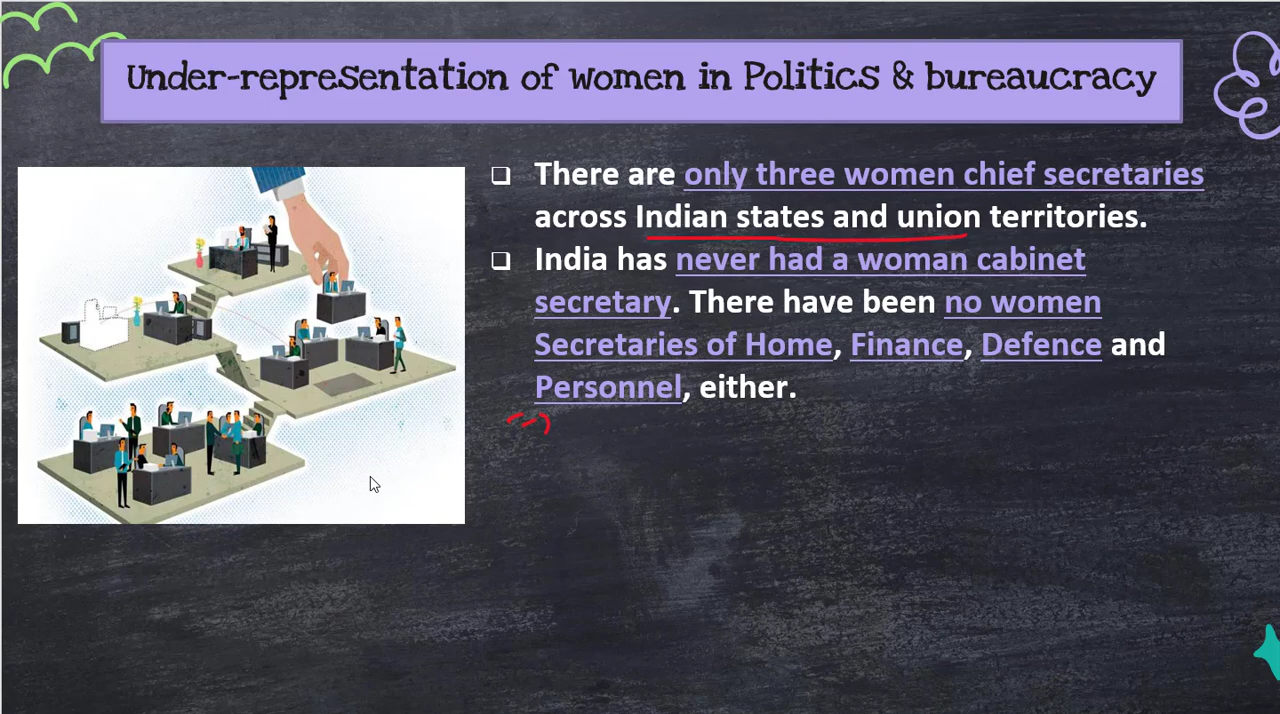 Under-representation of women in Politics & bureaucracy
There are only three women chief secretaries
across Indian states and union territories.
India has never had a woman cabinet
secretary. There have been no women
Secretaries of Home, Finance, Defence and
Personnel, either.